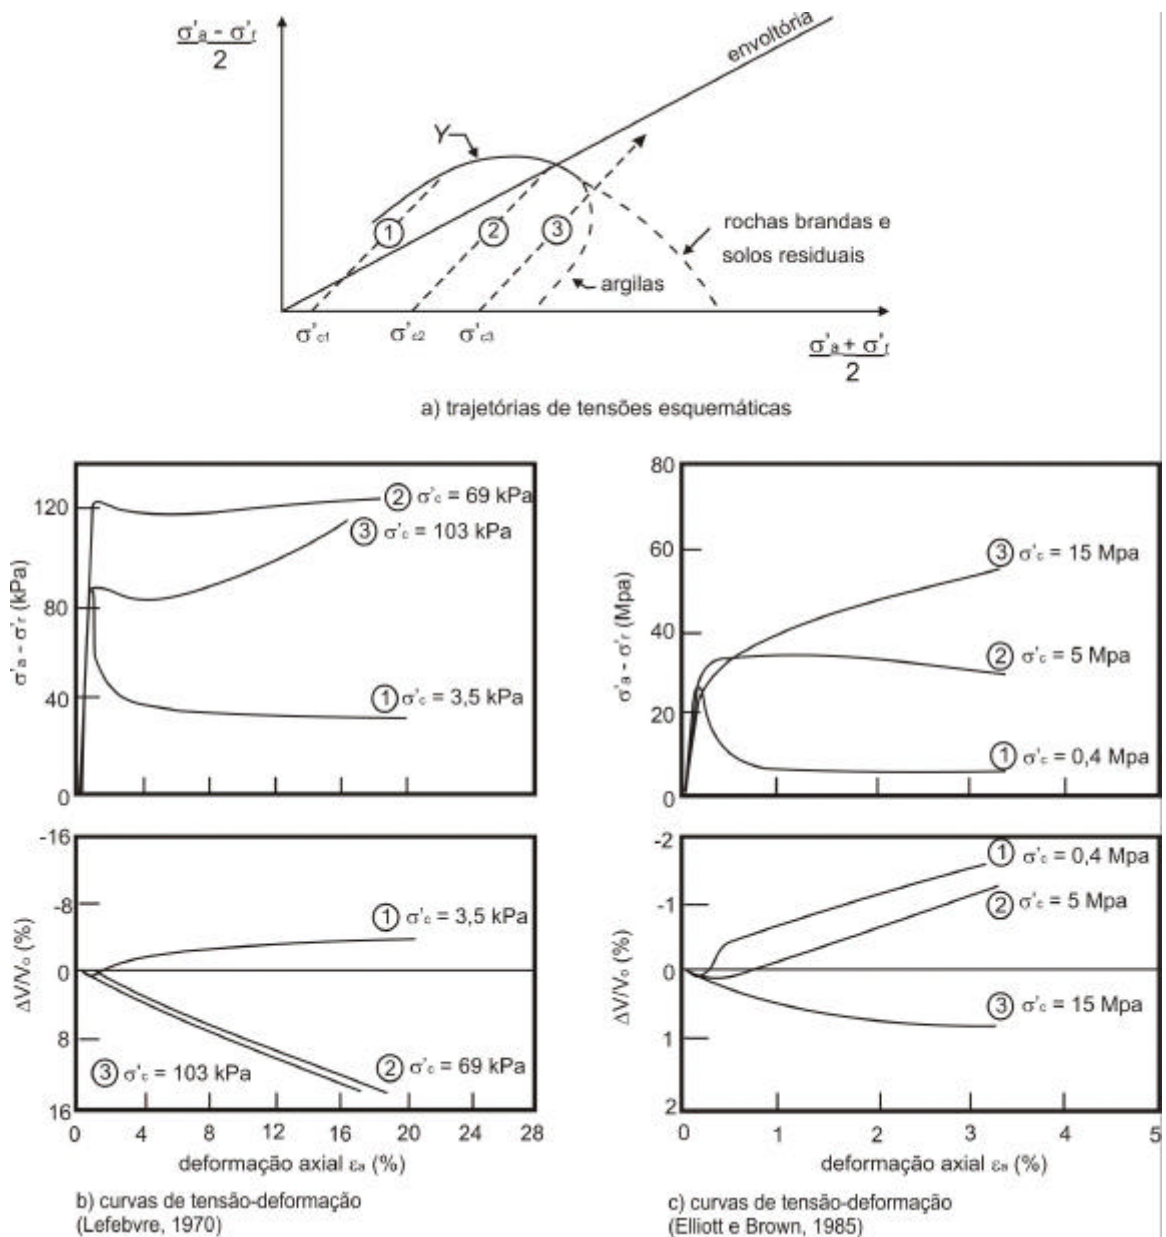 σ'a - σ'r
2
envoltória
Y
1
2
3
rochas brandas e
solos residuais
argilas
σ'c1
σ'c2
σ'c3
σ'a + σ'r
2
a) trajetórias de tensões esquemáticas
σ'a - σ'r (kPa)
120
80
40
0
2 σ'c = 69 kPa
3 σ'c = 103 kPa
1 σ'c = 3,5 kPa
ΔV/Vo (%)
-16
-8
0
8
16
1 σ'c = 3,5 kPa
3 σ'c = 103 kPa
2 σ'c = 69 kPa
0 4 8 12 16 20 24 28
deformação axial εa (%)
b) curvas de tensão-deformação
(Lefebvre, 1970)
σ'a - σ'r (Mpa)
80
60
40
20
0
3 σ'c = 15 Mpa
2 σ'c = 5 Mpa
1 σ'c = 0,4 Mpa
ΔV/Vo (%)
-2
-1
0
1
2
1 σ'c = 0,4 Mpa
2 σ'c = 5 Mpa
3 σ'c = 15 Mpa
0 1 2 3 4 5
deformação axial εa (%)
c) curvas de tensão-deformação
(Elliott e Brown, 1985)